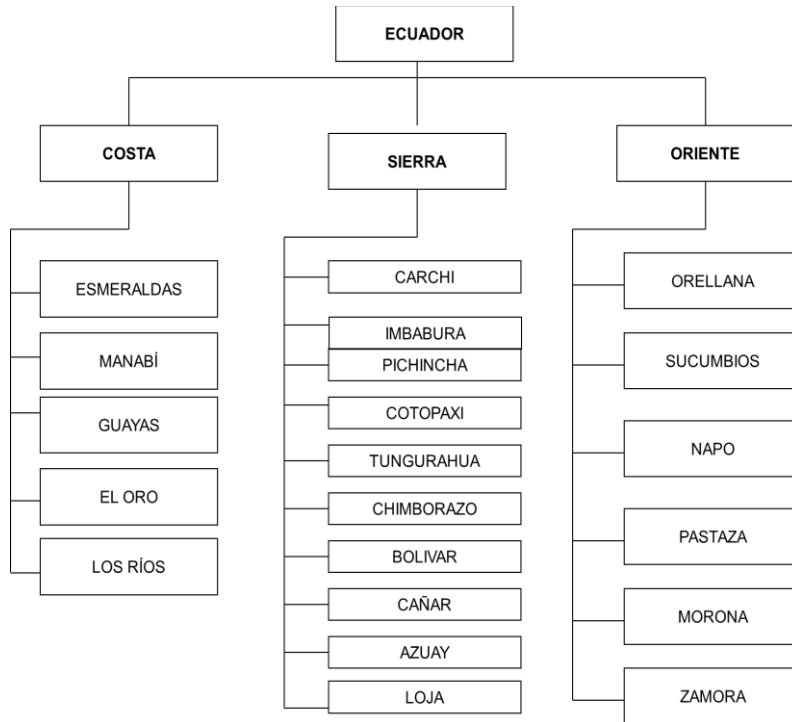 ECUADOR
COSTA
SIERRA
ORIENTE
ESMERALDAS
MANABÍ
GUAYAS
EL ORO
LOS RÍOS
CARCHI
IMBABURA
PICHINCHA
COTOPAXI
TUNGURAHUA
CHIMBORAZO
BOLIVAR
CAÑAR
AZUAY
LOJA
ORELLANA
SUCUMBIOS
NAPO
PASTAZA
MORONA
ZAMORA